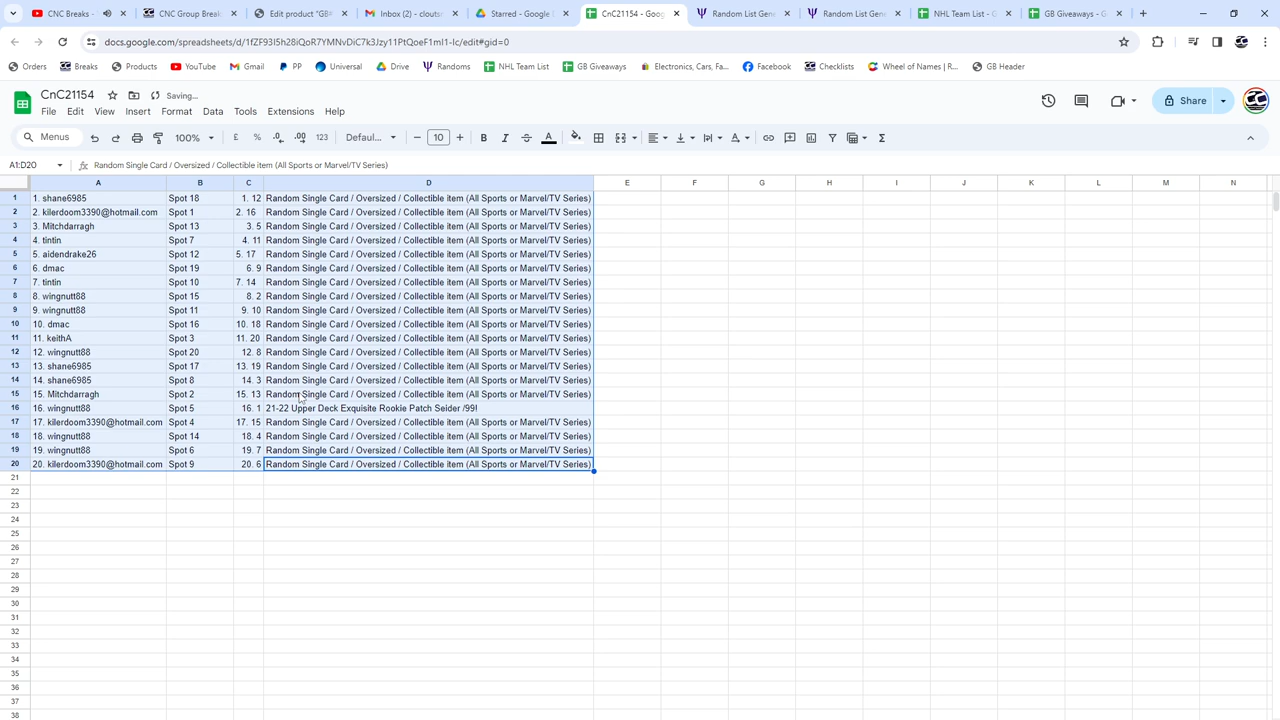 CNC Breaks -
CNC Group Break
Edit product "GB
Inbox (2) - clouts
Starred - Google D
CnC21154 - Goog
Random List Gene
Random List Gene
NHL Team List - G
GB Giveaways - G
docs.google.com/spreadsheets/d/1fZF93I5h28iQoR7YMNvDiC7k3Jzy11PtQoeF1mI1-Ic/edit#gid=0
Orders Breaks Products YouTube Gmail PP Universal Drive Randoms NHL Team List GB Giveaways Electronics, Cars, Fa... Facebook Checklists Wheel of Names | R... GB Header
CnC21154 Saving...
File Edit View Insert Format Data Tools Extensions Help
Share
Menus 100% £ % .0 .00 123 Defaul... 10 B I A
A1:D20 Random Single Card / Oversized / Collectible item (All Sports or Marvel/TV Series)
A B C D E F G H I J K L M N
1 1. shane6985 Spot 18 1. 12 Random Single Card / Oversized / Collectible item (All Sports or Marvel/TV Series)
2 2. kilerdoom3390@hotmail.com Spot 1 2. 16 Random Single Card / Oversized / Collectible item (All Sports or Marvel/TV Series)
3 3. Mitchdarragh Spot 13 3. 5 Random Single Card / Oversized / Collectible item (All Sports or Marvel/TV Series)
4 4. tintin Spot 7 4. 11 Random Single Card / Oversized / Collectible item (All Sports or Marvel/TV Series)
5 5. aidendrake26 Spot 12 5. 17 Random Single Card / Oversized / Collectible item (All Sports or Marvel/TV Series)
6 6. dmac Spot 19 6. 9 Random Single Card / Oversized / Collectible item (All Sports or Marvel/TV Series)
7 7. tintin Spot 10 7. 14 Random Single Card / Oversized / Collectible item (All Sports or Marvel/TV Series)
8 8. wingnutt88 Spot 15 8. 2 Random Single Card / Oversized / Collectible item (All Sports or Marvel/TV Series)
9 9. wingnutt88 Spot 11 9. 10 Random Single Card / Oversized / Collectible item (All Sports or Marvel/TV Series)
10 10. dmac Spot 16 10. 18 Random Single Card / Oversized / Collectible item (All Sports or Marvel/TV Series)
11 11. keithA Spot 3 11. 20 Random Single Card / Oversized / Collectible item (All Sports or Marvel/TV Series)
12 12. wingnutt88 Spot 20 12. 8 Random Single Card / Oversized / Collectible item (All Sports or Marvel/TV Series)
13 13. shane6985 Spot 17 13. 19 Random Single Card / Oversized / Collectible item (All Sports or Marvel/TV Series)
14 14. shane6985 Spot 8 14. 3 Random Single Card / Oversized / Collectible item (All Sports or Marvel/TV Series)
15 15. Mitchdarragh Spot 2 15. 13 Random Single Card / Oversized / Collectible item (All Sports or Marvel/TV Series)
16 16. wingnutt88 Spot 5 16. 1 21-22 Upper Deck Exquisite Rookie Patch Seider /99!
17 17. kilerdoom3390@hotmail.com Spot 4 17. 15 Random Single Card / Oversized / Collectible item (All Sports or Marvel/TV Series)
18 18. wingnutt88 Spot 14 18. 4 Random Single Card / Oversized / Collectible item (All Sports or Marvel/TV Series)
19 19. wingnutt88 Spot 6 19. 7 Random Single Card / Oversized / Collectible item (All Sports or Marvel/TV Series)
20 20. kilerdoom3390@hotmail.com Spot 9 20. 6 Random Single Card / Oversized / Collectible item (All Sports or Marvel/TV Series)
21
22
23
24
25
26
27
28
29
30
31
32
33
34
35
36
37
38